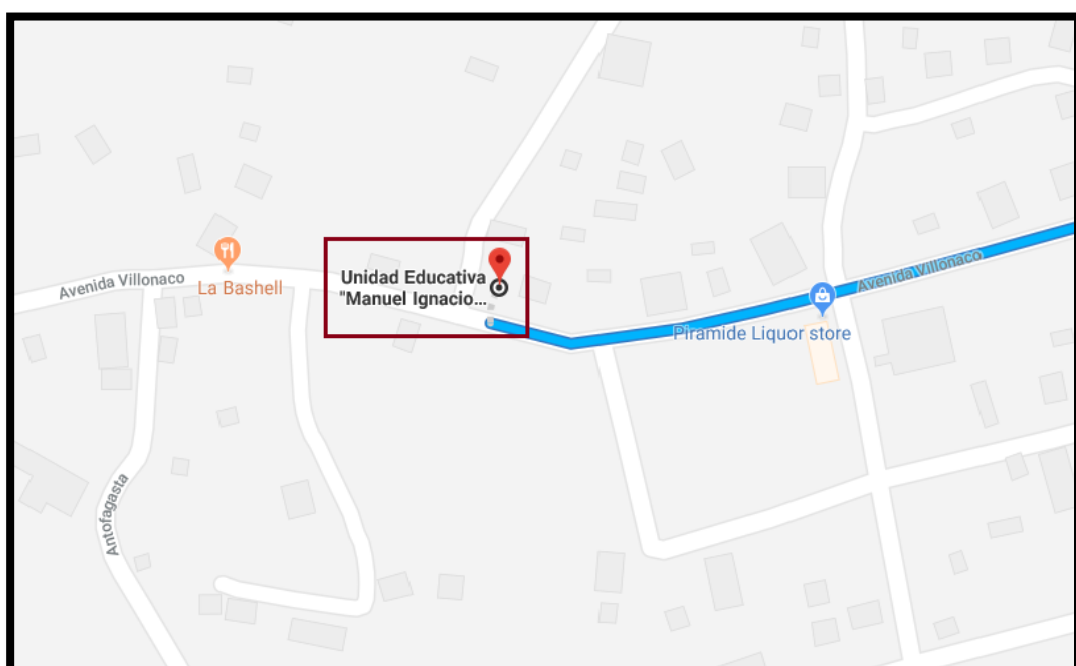 Avenida Villonaco
La Bashell
Unidad Educativa
"Manuel Ignacio...
Avenida Villonaco
Piramide Liquor store
Antofagasta